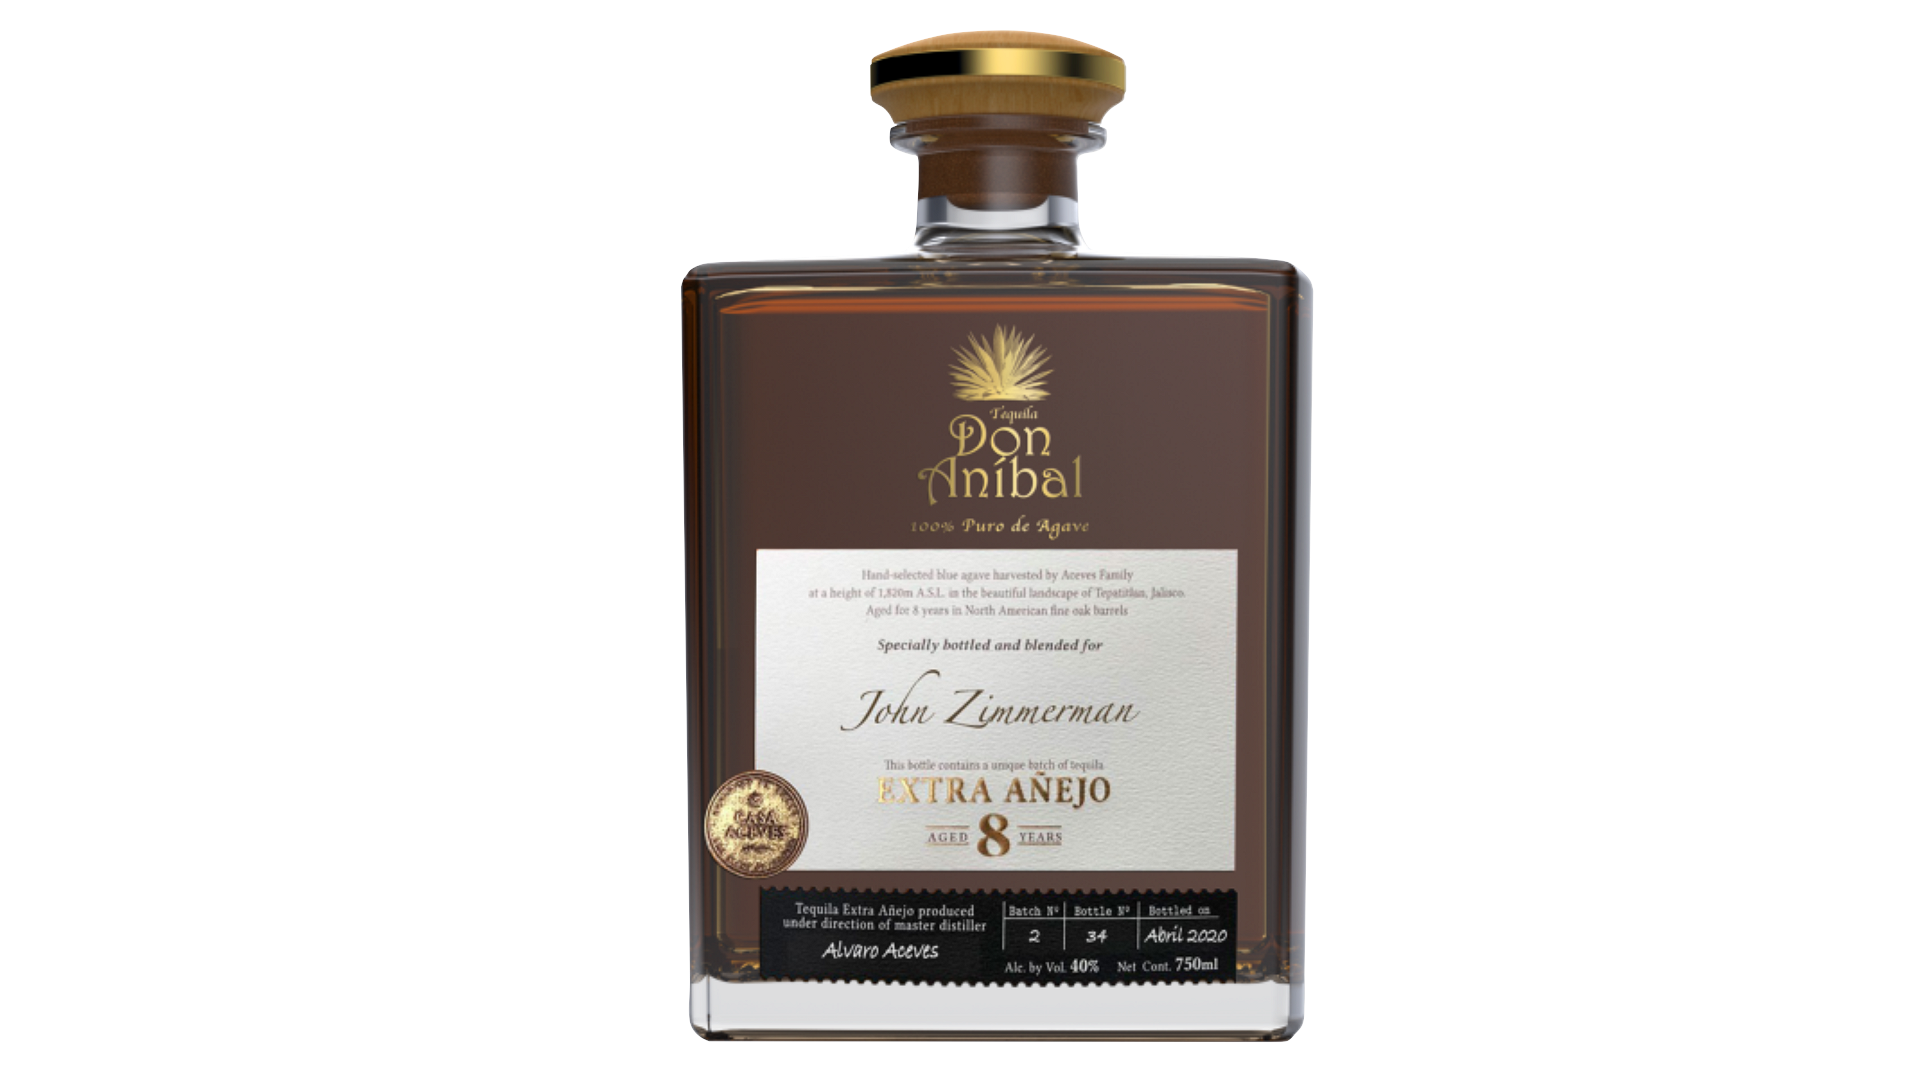 Tequila
Don
Aníbal
100% Puro de Agave
Hand-selected blue agave harvested by Aceves Family
at a height of 1,820m A.S.L. in the beautiful landscape of Tepatitlan, Jalisco.
Aged for 8 years in North American fine oak barrels
Specially bottled and blended for
John Zimmerman
This bottle contains a unique batch of tequila
EXTRA AÑEJO
AGED 8 YEARS
CASA
ACEVES
Tequila Extra Añejo produced
under direction of master distiller
Alvaro Aceves
Batch Nº Bottle Nº Bottled on
2 34 Abril 2020
Alc. by Vol. 40% Net Cont. 750ml